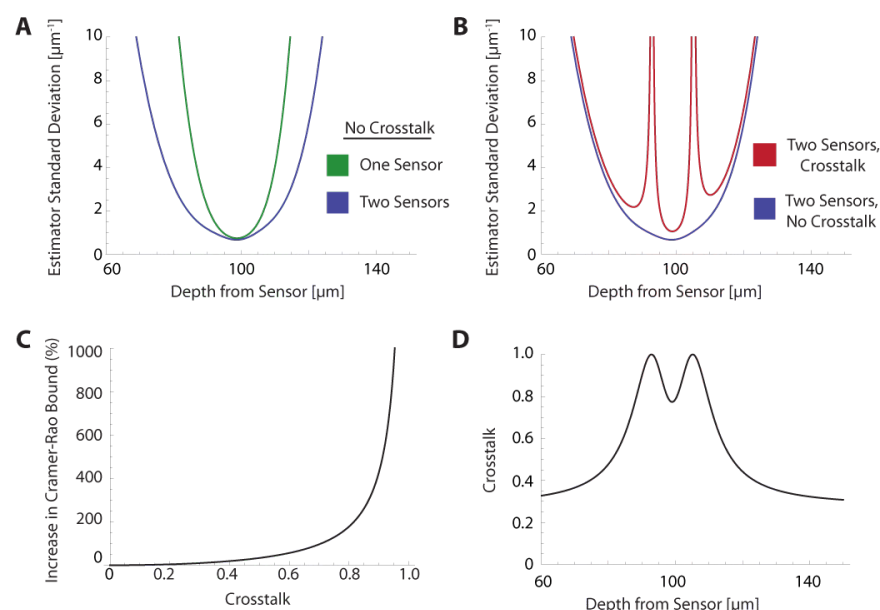 A
Estimator Standard Deviation [µm⁻¹]
10
8
6
4
2
0
60
100
140
Depth from Sensor [µm]
No Crosstalk
One Sensor
Two Sensors
B
Estimator Standard Deviation [µm⁻¹]
10
8
6
4
2
0
60
100
140
Depth from Sensor [µm]
Two Sensors,
Crosstalk
Two Sensors,
No Crosstalk
C
Increase in Cramer-Rao Bound (%)
1000
800
600
400
200
0
0
0.2
0.4
0.6
0.8
1.0
Crosstalk
D
Crosstalk
1.0
0.8
0.6
0.4
0.2
0
60
100
140
Depth from Sensor [µm]